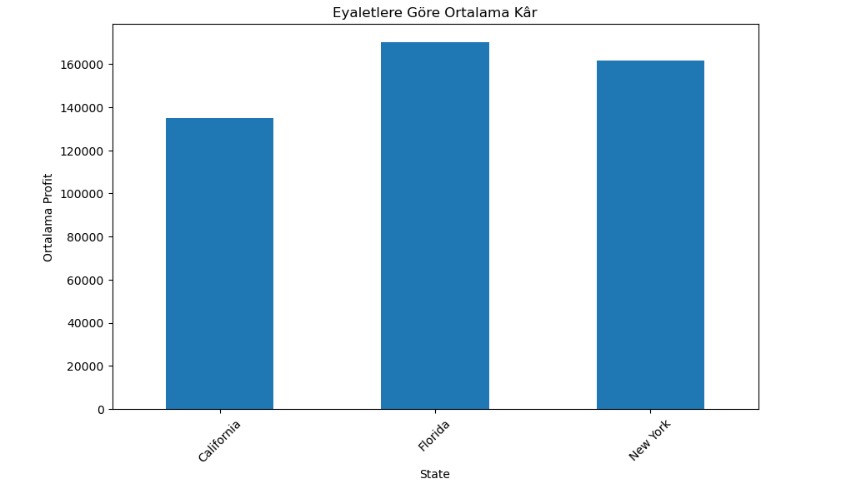 Eyaletlere Göre Ortalama Kâr
Ortalama Profit
160000
140000
120000
100000
80000
60000
40000
20000
0
California
Florida
New York
State